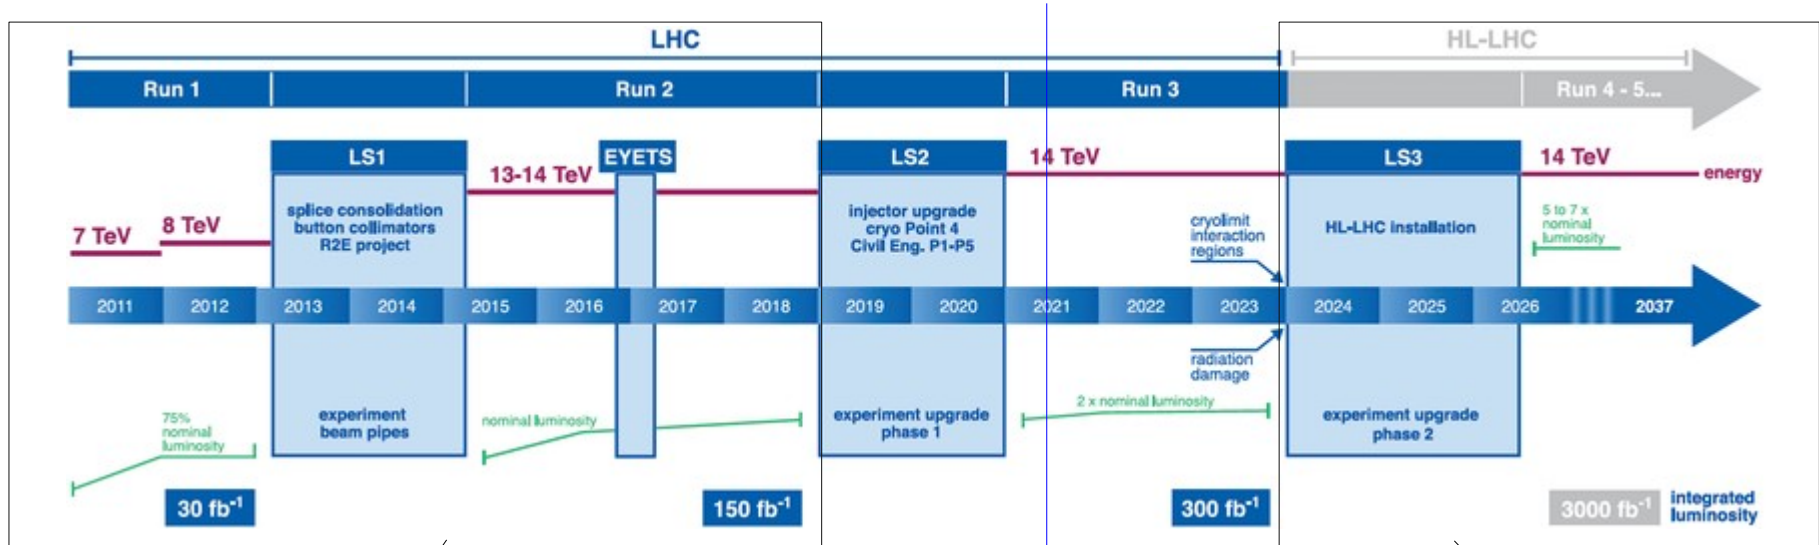 LHC
HL-LHC
Run 1
Run 2
Run 3
Run 4 - 5...
LS1
EYETS
LS2
LS3
13-14 TeV
14 TeV
14 TeV
energy
7 TeV
8 TeV
splice consolidation
button collimators
R2E project
injector upgrade
cryo Point 4
Civil Eng. P1-P5
cryolimit
interaction
regions
HL-LHC installation
5 to 7 x
nominal
luminosity
2011
2012
2013
2014
2015
2016
2017
2018
2019
2020
2021
2022
2023
2024
2025
2026
2037
radiation
damage
75%
nominal
luminosity
experiment
beam pipes
nominal luminosity
experiment upgrade
phase 1
2 x nominal luminosity
experiment upgrade
phase 2
30 fb⁻¹
150 fb⁻¹
300 fb⁻¹
3000 fb⁻¹
integrated
luminosity